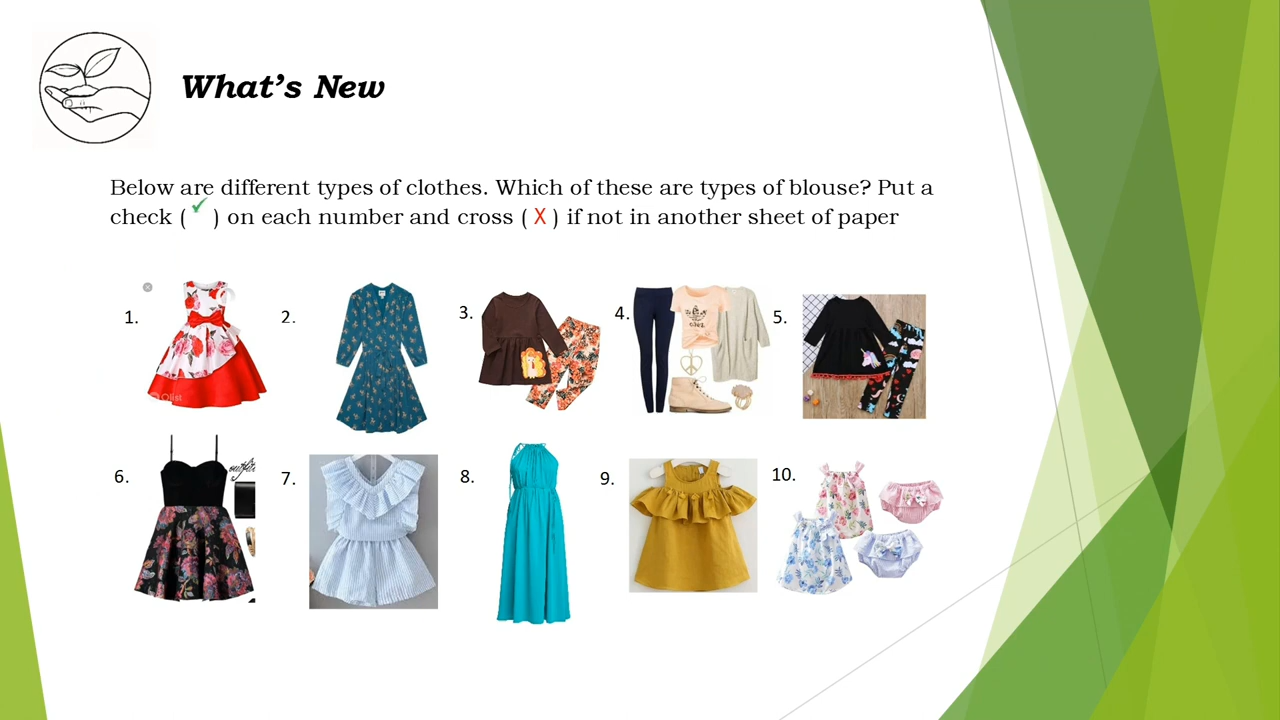 What's New
Below are different types of clothes. Which of these are types of blouse? Put a
check ( ✓ ) on each number and cross ( X ) if not in another sheet of paper
1.
2.
3.
4.
5.
Olist
6.
7.
8.
9.
10.